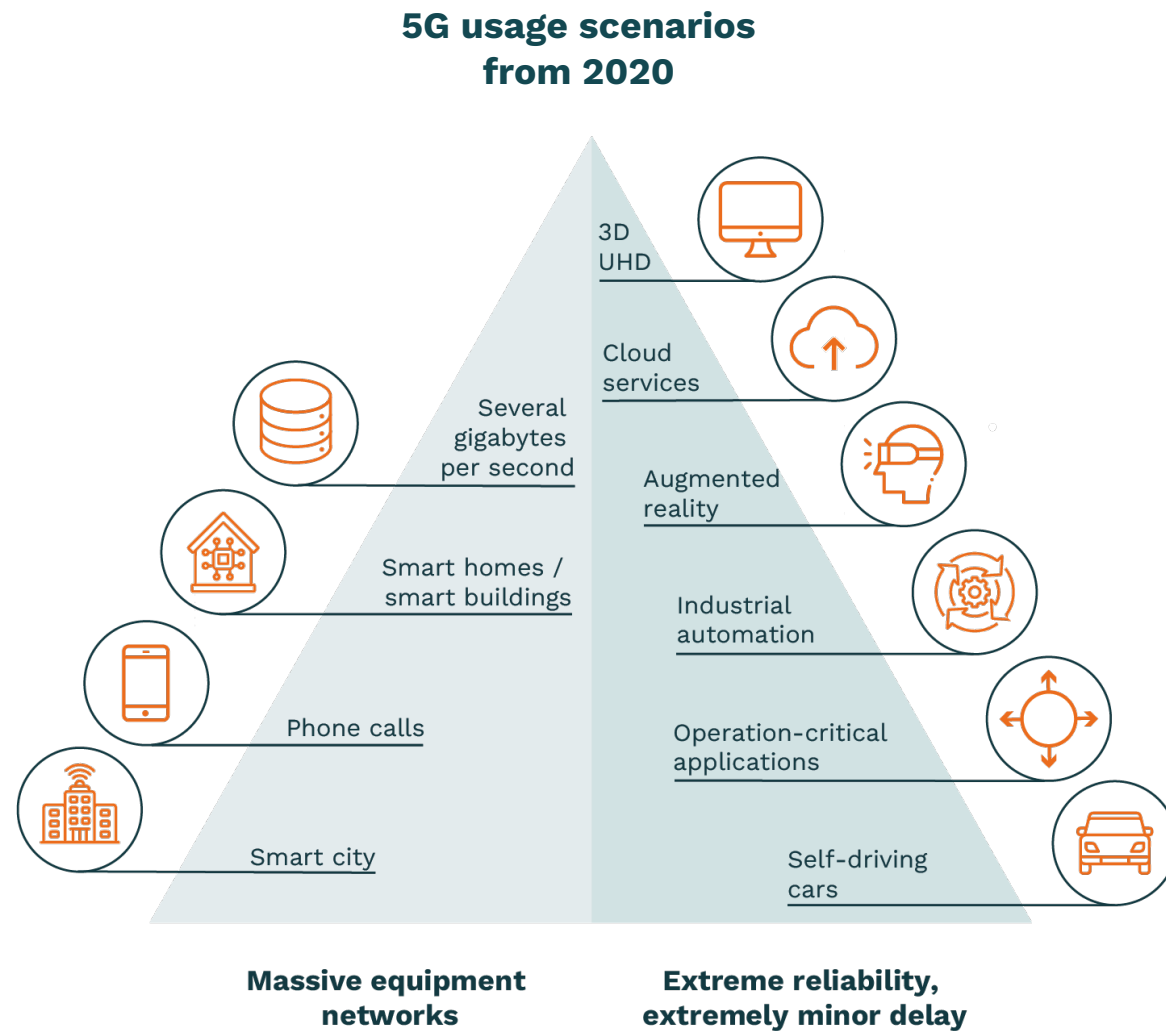 5G usage scenarios
from 2020
3D
UHD
Cloud
services
Several
gigabytes
per second
Augmented
reality
Smart homes /
smart buildings
Industrial
automation
Phone calls
Operation-critical
applications
Smart city
Self-driving
cars
Massive equipment
networks
Extreme reliability,
extremely minor delay